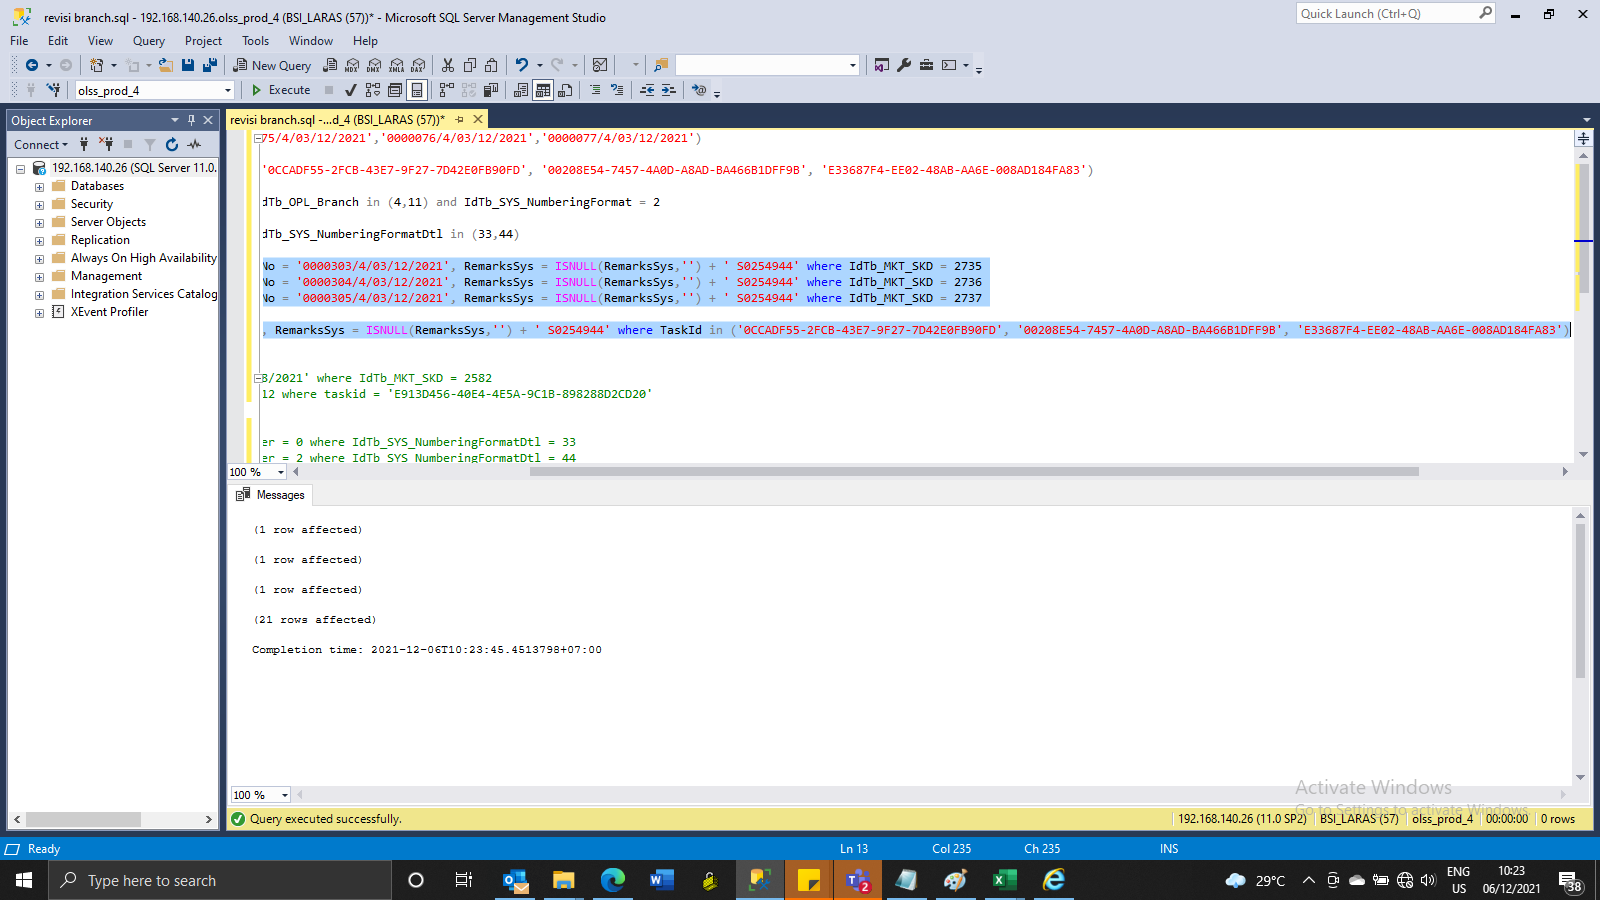 revisi branch.sql - 192.168.140.26.olss_prod_4 (BSI_LARAS (57))* - Microsoft SQL Server Management Studio
Quick Launch (Ctrl+Q)
File Edit View Query Project Tools Window Help
New Query
MDX DMX XMLA DAX
olss_prod_4
Execute
Object Explorer
Connect
192.168.140.26 (SQL Server 11.0.
Databases
Security
Server Objects
Replication
Always On High Availability
Management
Integration Services Catalog
XEvent Profiler
revisi branch.sql -...d_4 (BSI_LARAS (57))*
75/4/03/12/2021','0000076/4/03/12/2021','0000077/4/03/12/2021')
'0CCADF55-2FCB-43E7-9F27-7D42E0FB90FD', '00208E54-7457-4A0D-A8AD-BA466B1DFF9B', 'E33687F4-EE02-48AB-AA6E-008AD184FA83')
dTb_OPL_Branch in (4,11) and IdTb_SYS_NumberingFormat = 2
dTb_SYS_NumberingFormatDtl in (33,44)
No = '0000303/4/03/12/2021', RemarksSys = ISNULL(RemarksSys,'') + ' S0254944' where IdTb_MKT_SKD = 2735
No = '0000304/4/03/12/2021', RemarksSys = ISNULL(RemarksSys,'') + ' S0254944' where IdTb_MKT_SKD = 2736
No = '0000305/4/03/12/2021', RemarksSys = ISNULL(RemarksSys,'') + ' S0254944' where IdTb_MKT_SKD = 2737
, RemarksSys = ISNULL(RemarksSys,'') + ' S0254944' where TaskId in ('0CCADF55-2FCB-43E7-9F27-7D42E0FB90FD', '00208E54-7457-4A0D-A8AD-BA466B1DFF9B', 'E33687F4-EE02-48AB-AA6E-008AD184FA83')
8/2021' where IdTb_MKT_SKD = 2582
12 where taskid = 'E913D456-40E4-4E5A-9C1B-898288D2CD20'
er = 0 where IdTb_SYS_NumberingFormatDtl = 33
er = 2 where IdTb_SYS_NumberingFormatDtl = 44
100 %
Messages
(1 row affected)
(1 row affected)
(1 row affected)
(21 rows affected)
Completion time: 2021-12-06T10:23:45.4513798+07:00
100 %
Activate Windows
Go to Settings to activate Windows.
Query executed successfully.
192.168.140.26 (11.0 SP2) BSI_LARAS (57) olss_prod_4 00:00:00 0 rows
Ready
Ln 13 Col 235 Ch 235 INS
Type here to search
2
29°C
ENG
US
10:23
06/12/2021
38